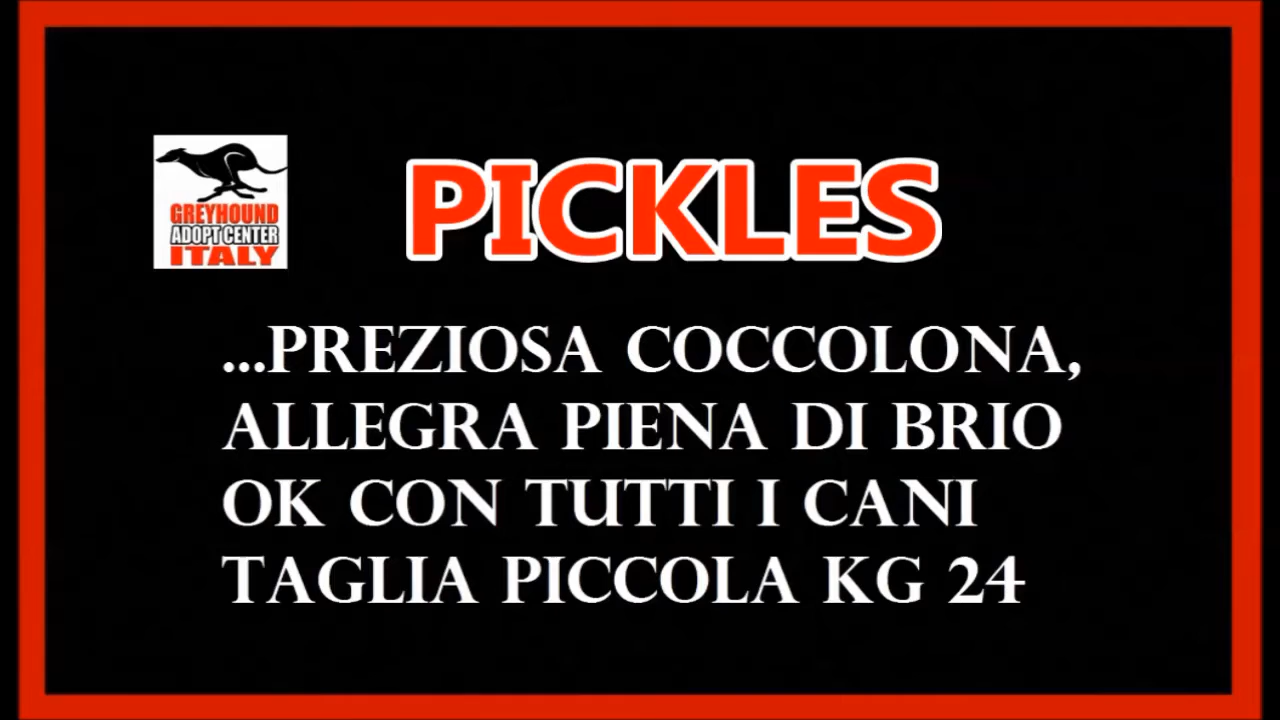 GREYHOUND
ADOPT CENTER
ITALY
PICKLES
...PREZIOSA COCCOLONA,
ALLEGRA PIENA DI BRIO
OK CON TUTTI I CANI
TAGLIA PICCOLA KG 24